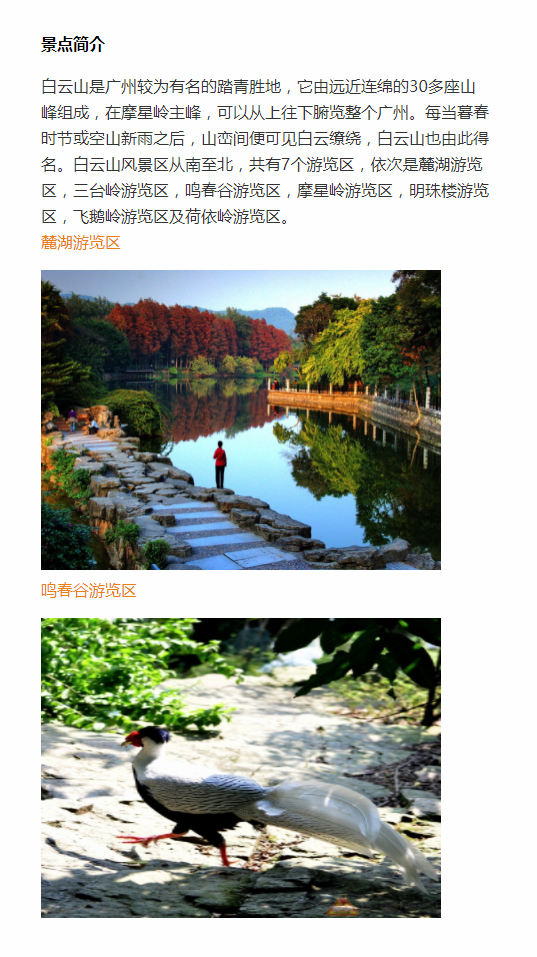 景点简介
白云山是广州较为有名的踏青胜地，它由远近连绵的30多座山
峰组成，在摩星岭主峰，可以从上往下腑览整个广州。每当暮春
时节或空山新雨之后，山峦间便可见白云缭绕，白云山也由此得
名。白云山风景区从南至北，共有7个游览区，依次是麓湖游览
区，三台岭游览区，鸣春谷游览区，摩星岭游览区，明珠楼游览
区，飞鹅岭游览区及荷依岭游览区。
麓湖游览区
鸣春谷游览区